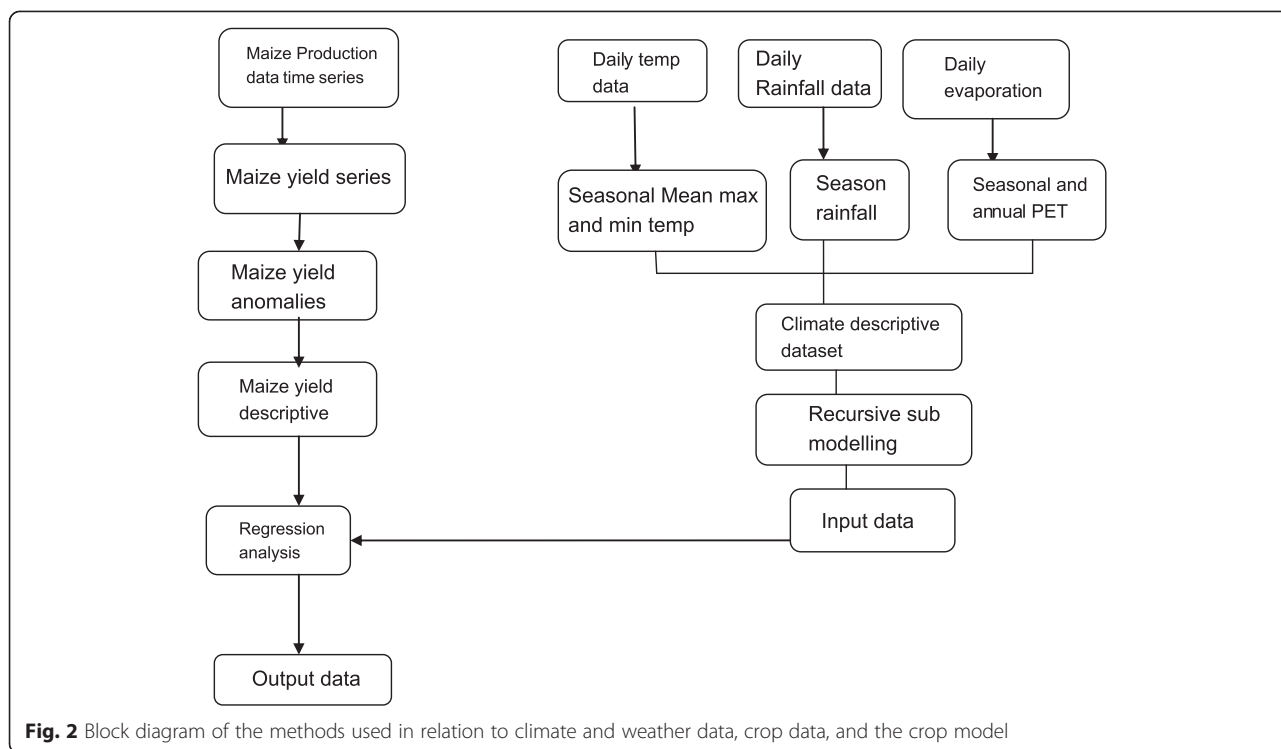 Maize Production
data time series
Maize yield series
Maize yield
anomalies
Maize yield
descriptive
Regression
analysis
Output data
Daily temp
data
Daily
Rainfall data
Daily
evaporation
Seasonal Mean max
and min temp
Season
rainfall
Seasonal and
annual PET
Climate descriptive
dataset
Recursive sub
modelling
Input data
Fig. 2 Block diagram of the methods used in relation to climate and weather data, crop data, and the crop model